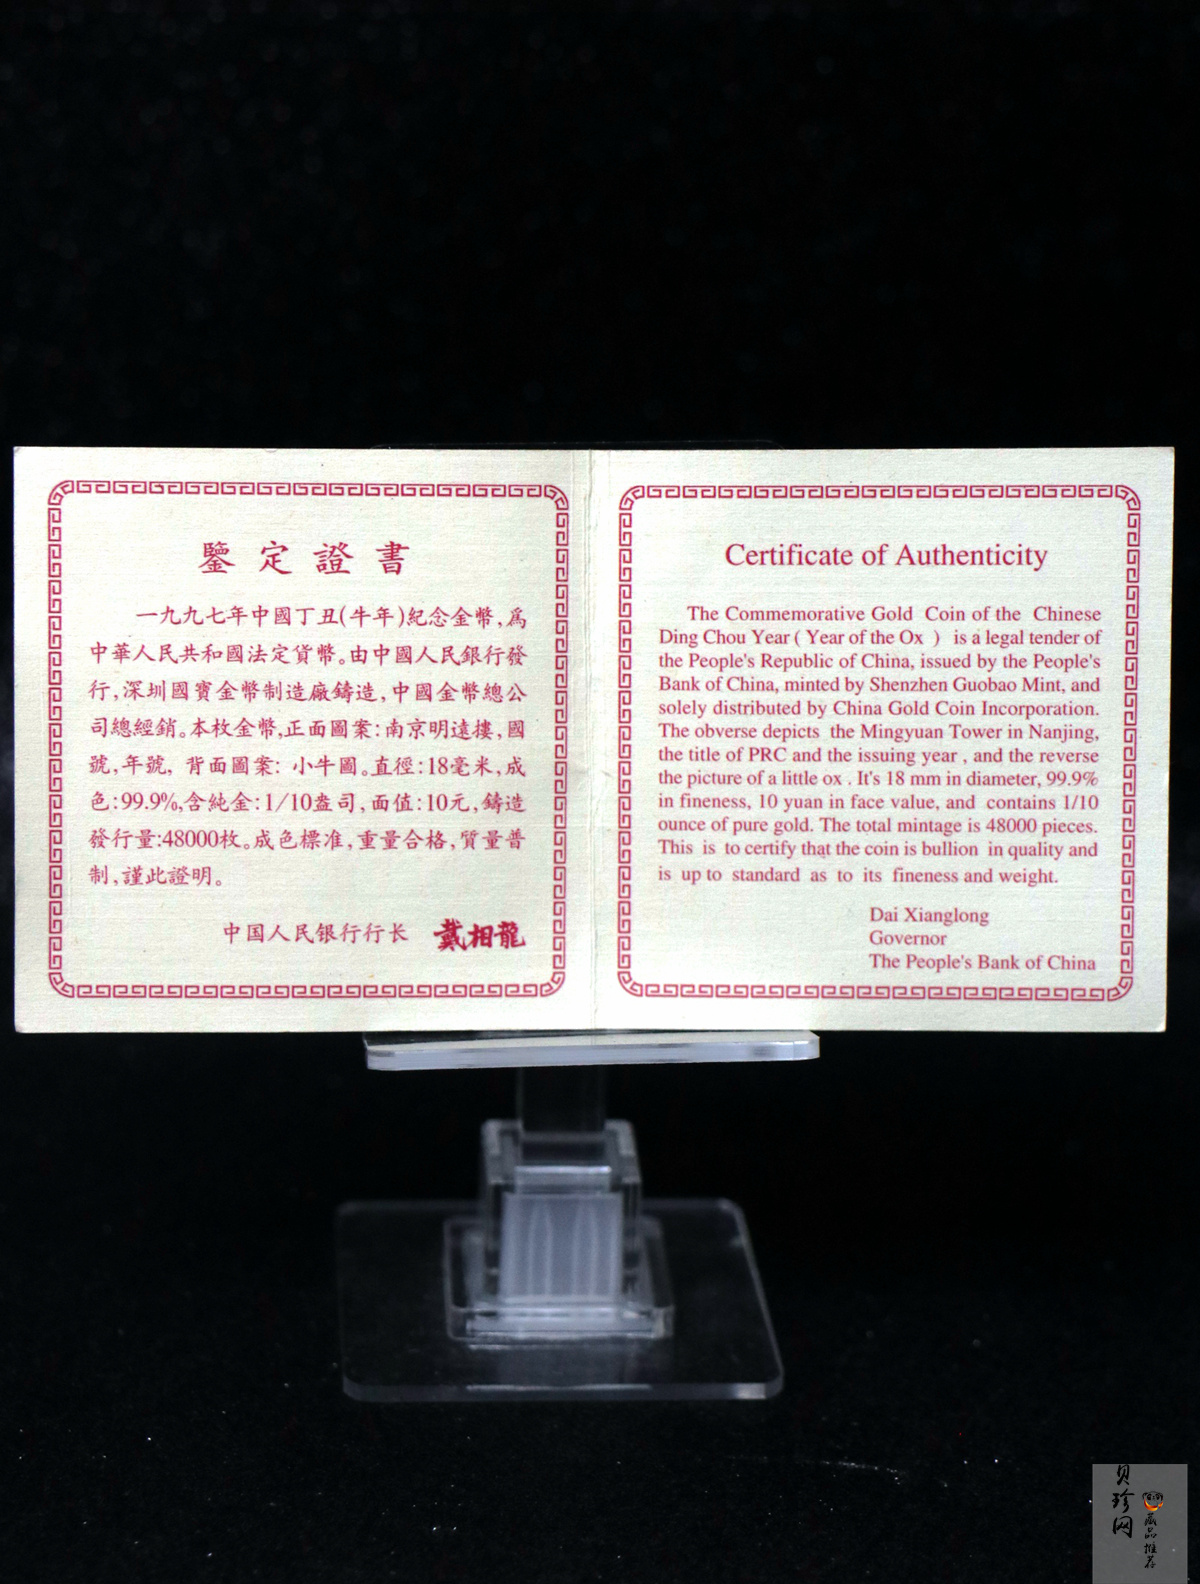 鑒定證書
一九九七年中國丁丑(牛年)紀念金幣,爲
中華人民共和國法定貨幣。由中國人民銀行發
行,深圳國寶金幣制造廠鑄造,中國金幣總公
司總經銷。本枚金幣,正面圖案:南京明遠摟,國
號,年號, 背面圖案: 小牛圖。直徑:18毫米,成
色:99.9%,含純金:1/10盎司,面值:10元,鑄造
發行量:48000枚。成色標准,重量合格,質量普
制,謹此證明。
中国人民银行行长 戴相龍
Certificate of Authenticity
The Commemorative Gold Coin of the Chinese
Ding Chou Year ( Year of the Ox ) is a legal tender of
the People's Republic of China, issued by the People's
Bank of China, minted by Shenzhen Guobao Mint, and
solely distributed by China Gold Coin Incorporation.
The obverse depicts the Mingyuan Tower in Nanjing,
the title of PRC and the issuing year , and the reverse
the picture of a little ox . It's 18 mm in diameter, 99.9%
in fineness, 10 yuan in face value, and contains 1/10
ounce of pure gold. The total mintage is 48000 pieces.
This is to certify that the coin is bullion in quality and
is up to standard as to its fineness and weight.
Dai Xianglong
Governor
The People's Bank of China
贝珍网
藏品推荐